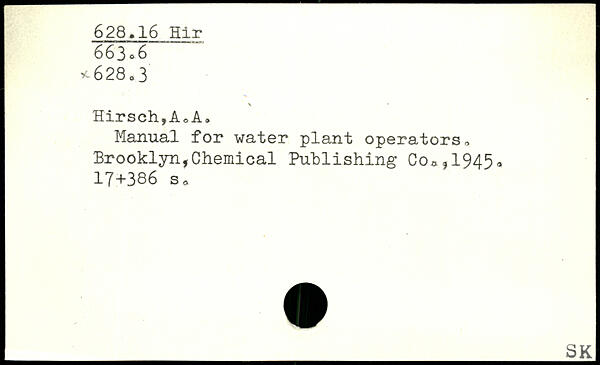 628.16 Hir
663.6
x628.3
Hirsch,A.A.
Manual for water plant operators.
Brooklyn,Chemical Publishing Co.,1945.
17+386 s.
SK